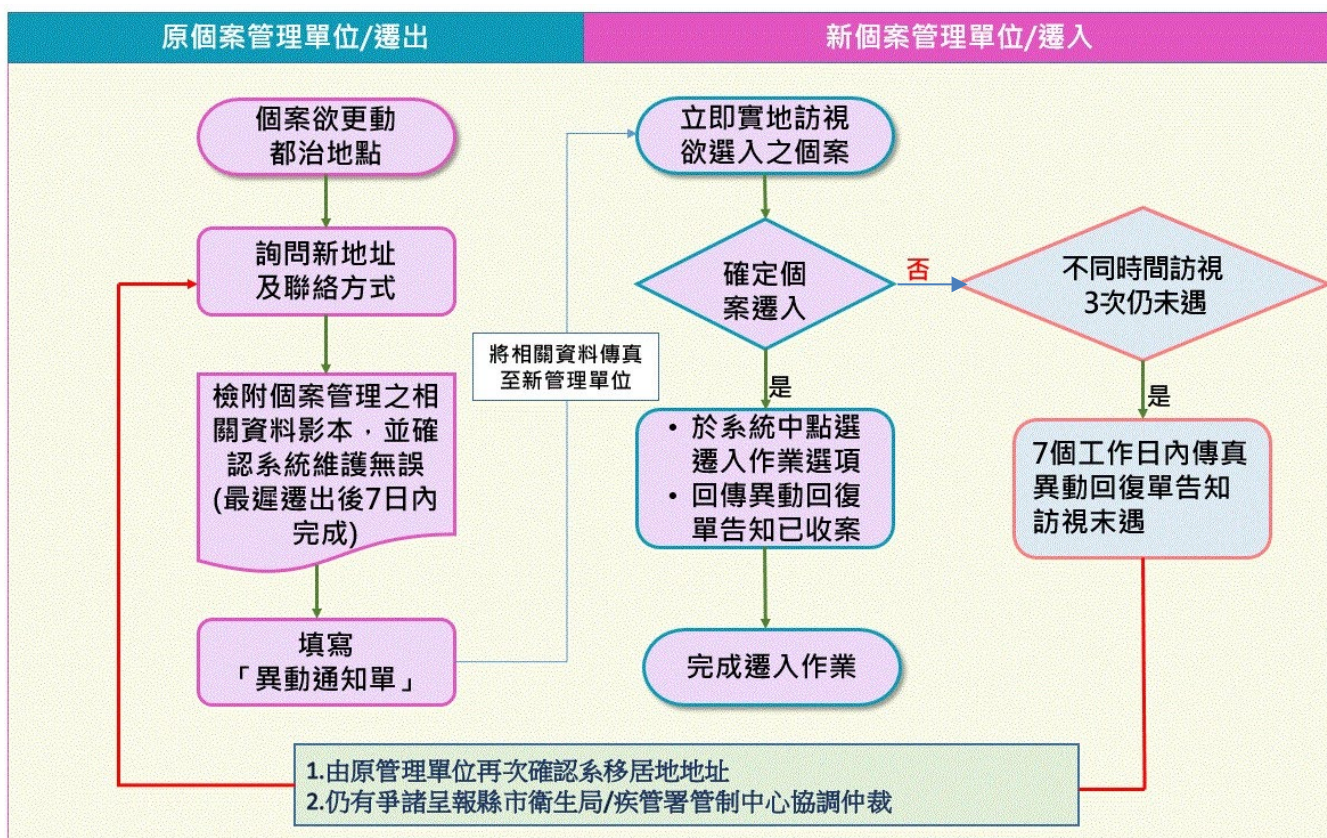 原個案管理單位/遷出
新個案管理單位/遷入
個案欲更動
都治地點
詢問新地址
及聯絡方式
檢附個案管理之相
關資料影本，並確
認系統維護無誤
(最遲遷出後7日內
完成)
填寫
「異動通知單」
將相關資料傳真
至新管理單位
立即實地訪視
欲選入之個案
確定個
案遷入
否
是
• 於系統中點選
遷入作業選項
• 回傳異動回復
單告知已收案
完成遷入作業
不同時間訪視
3次仍未遇
是
7個工作日內傳真
異動回復單告知
訪視末遇
1.由原管理單位再次確認系移居地地址
2.仍有爭諸呈報縣市衛生局/疾管署管制中心協調仲裁